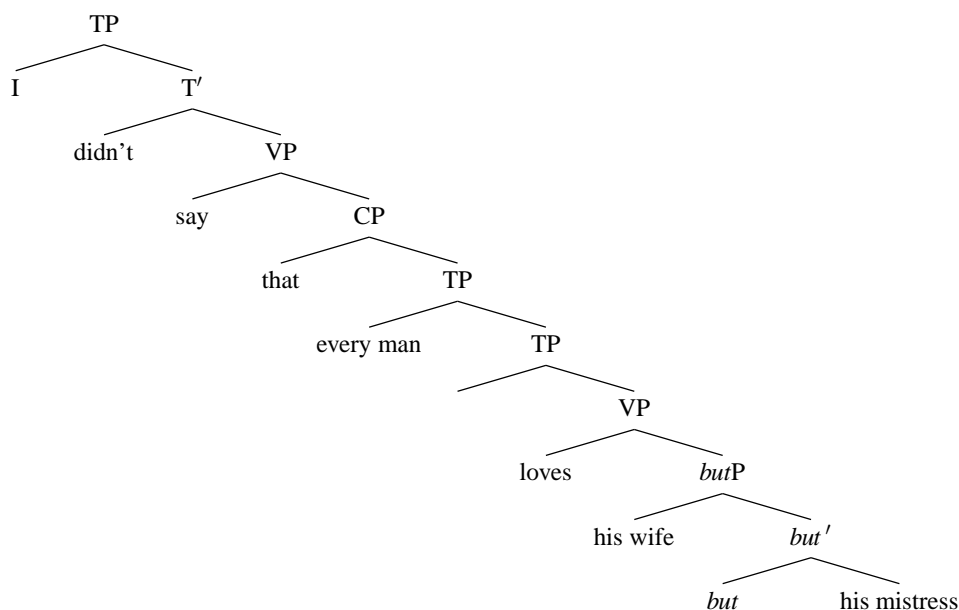 TP
I T′
didn't VP
say CP
that TP
every man TP
VP
loves butP
his wife but′
but his mistress